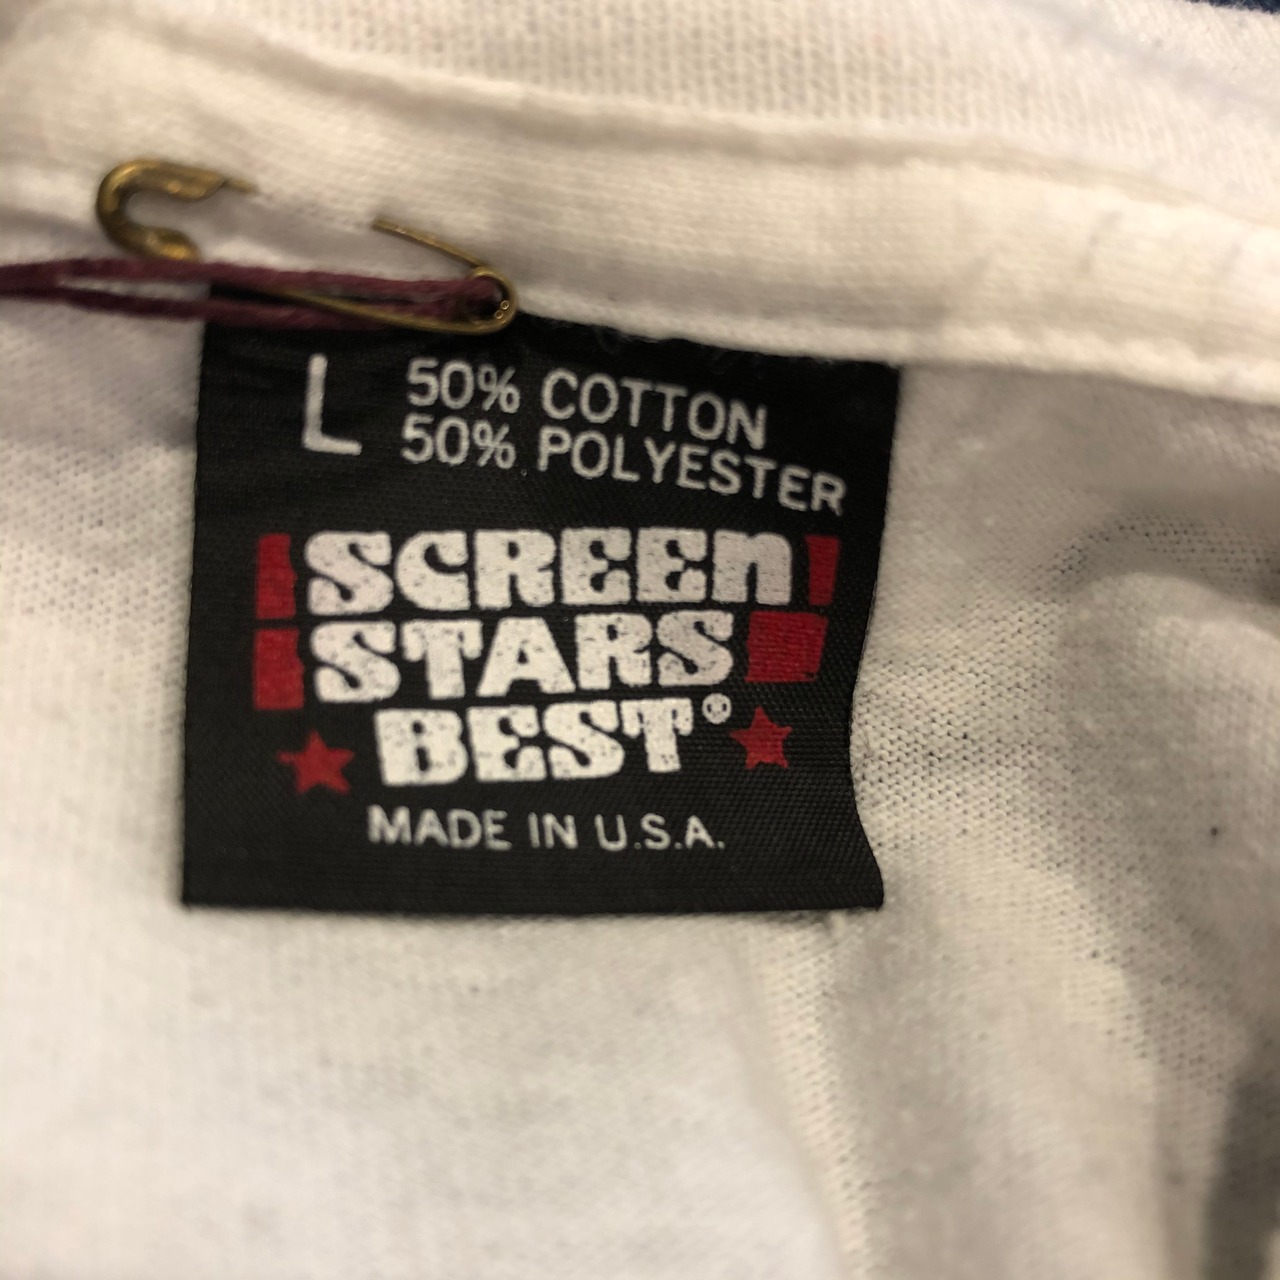 L
50% COTTON
50% POLYESTER
SCREEN
STARS
BEST®
MADE IN U.S.A.